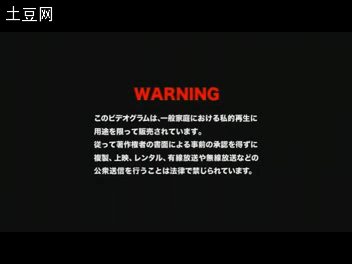 土豆网
WARNING
このビデオグラムは、一般家庭における私的再生に
用途を限って販売されています。
従って著作権者の書面による事前の承認を得ずに
複製、上映、レンタル、有線放送や無線放送などの
公衆送信を行うことは法律で禁じられています。